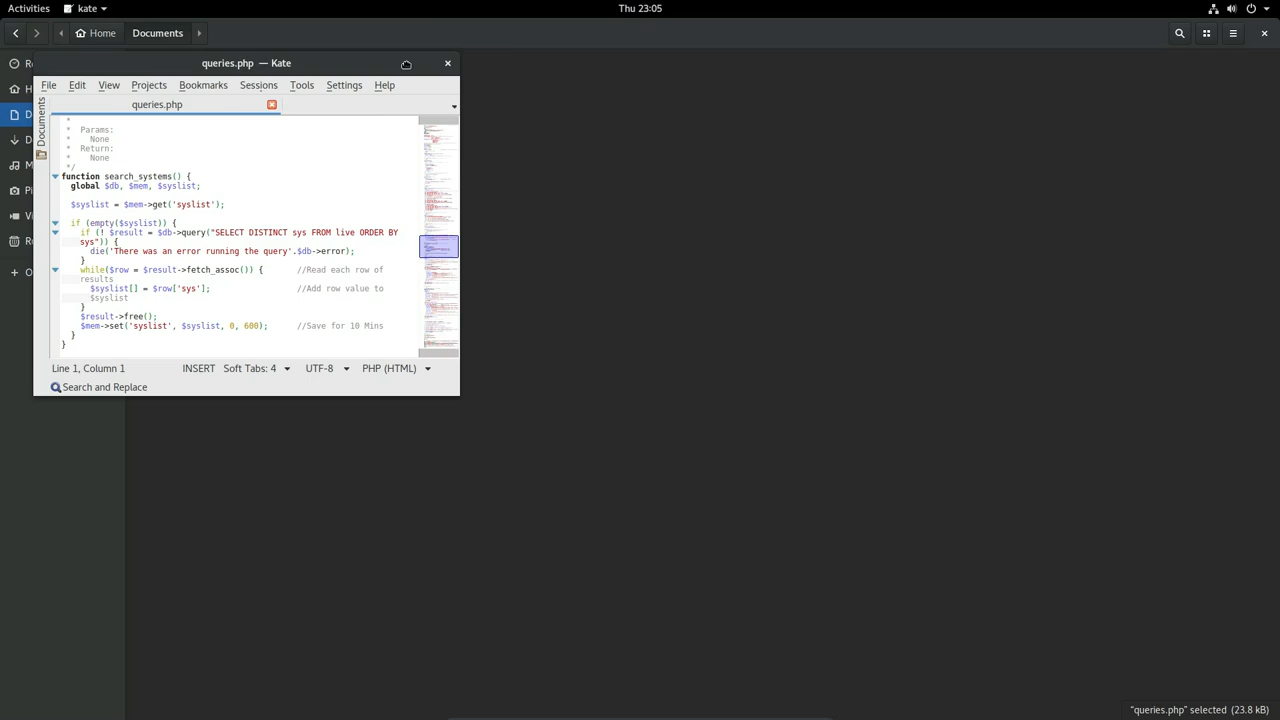 Activities kate Thu 23:05
Home Documents
queries.php — Kate
File Edit View Projects Bookmarks Sessions Tools Settings Help
queries.php
Documents
*
* Params:
* None
* Return:
* None
*/
function search_systems() {
global $db, $mem, $syslist;
$syslist = $mem->get('syslist');
if (empty($syslist)) {
if (! $result = $db->query("SELECT DISTINCT sys FROM live ORDER BY
sys")) {
die('There was an error running the query'.$db->error);
}
while($row = $result->fetch_assoc()) { //Read each row of
results
$syslist[] = $row['sys']; //Add row value to
$syslist
}
$result->free();
$mem->set('syslist', $syslist, 0, 600); //Save for 10 Mins
}
}
Line 1, Column 1 INSERT Soft Tabs: 4 UTF-8 PHP (HTML)
Search and Replace
"queries.php" selected (23.8 kB)